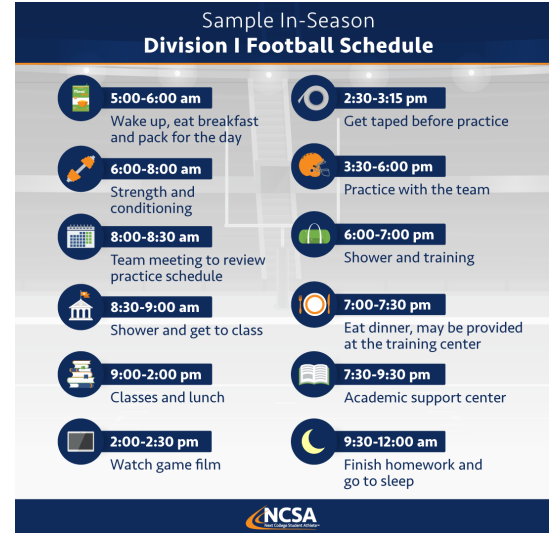 Sample In-Season
Division I Football Schedule
5:00-6:00 am
Wake up, eat breakfast
and pack for the day
6:00-8:00 am
Strength and
conditioning
8:00-8:30 am
Team meeting to review
practice schedule
8:30-9:00 am
Shower and get to class
9:00-2:00 pm
Classes and lunch
2:00-2:30 pm
Watch game film
2:30-3:15 pm
Get taped before practice
3:30-6:00 pm
Practice with the team
6:00-7:00 pm
Shower and training
7:00-7:30 pm
Eat dinner, may be provided
at the training center
7:30-9:30 pm
Academic support center
9:30-12:00 am
Finish homework and
go to sleep
NCSA
Next College Student Athlete